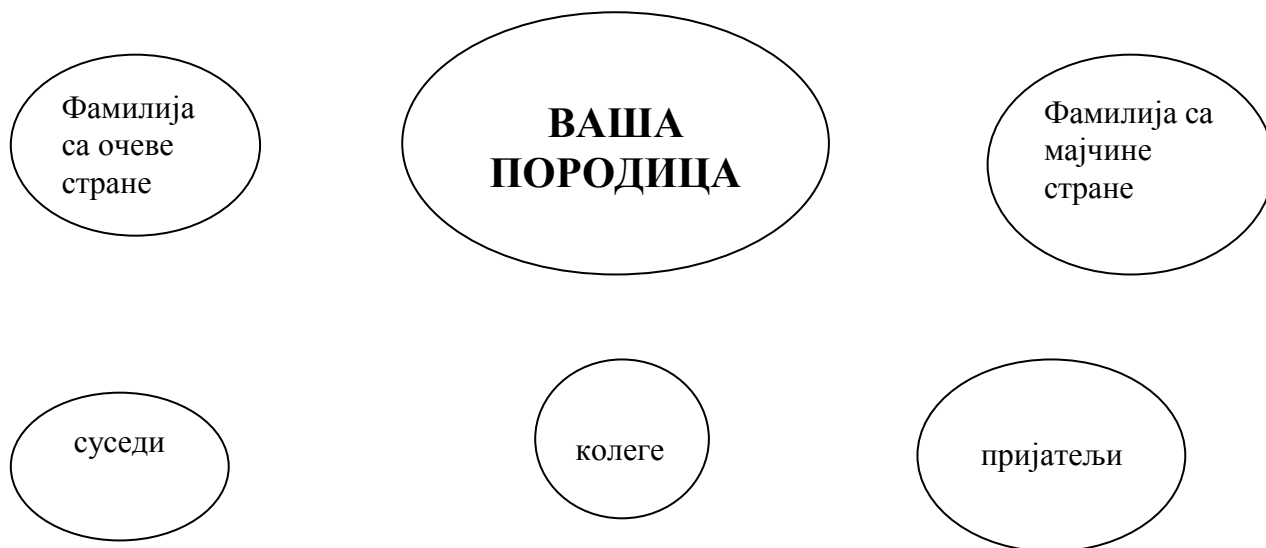 Фамилија
са очеве
стране
ВАША
ПОРОДИЦА
Фамилија са
мајчине
стране
суседи
колеге
пријатељи